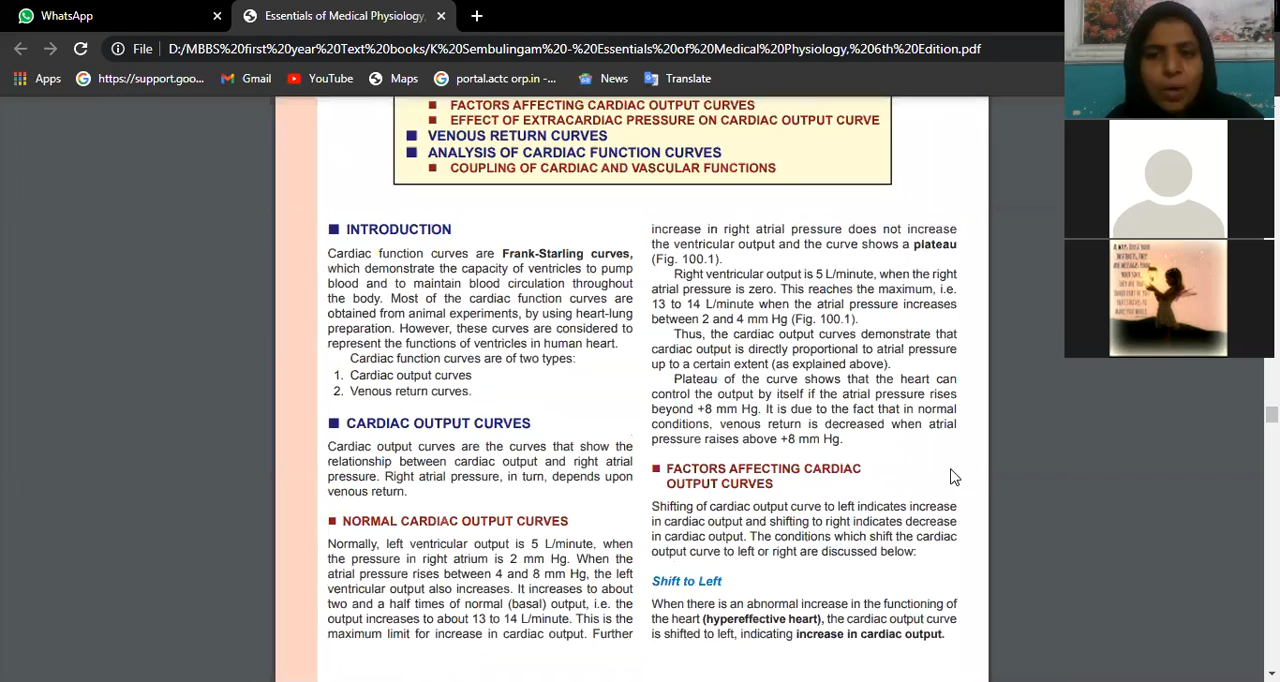 WhatsApp
Essentials of Medical Physiology,
File
D:/MBBS%20first%20year%20Text%20books/K%20Sembulingam%20-%20Essentials%20of%20Medical%20Physiology,%206th%20Edition.pdf
Apps
https://support.goo...
Gmail
YouTube
Maps
portal.actc orp.in -...
News
Translate
FACTORS AFFECTING CARDIAC OUTPUT CURVES
EFFECT OF EXTRACARDIAC PRESSURE ON CARDIAC OUTPUT CURVE
VENOUS RETURN CURVES
ANALYSIS OF CARDIAC FUNCTION CURVES
COUPLING OF CARDIAC AND VASCULAR FUNCTIONS
INTRODUCTION
Cardiac function curves are Frank-Starling curves,
which demonstrate the capacity of ventricles to pump
blood and to maintain blood circulation throughout
the body. Most of the cardiac function curves are
obtained from animal experiments, by using heart-lung
preparation. However, these curves are considered to
represent the functions of ventricles in human heart.
Cardiac function curves are of two types:
1. Cardiac output curves
2. Venous return curves.
CARDIAC OUTPUT CURVES
Cardiac output curves are the curves that show the
relationship between cardiac output and right atrial
pressure. Right atrial pressure, in turn, depends upon
venous return.
NORMAL CARDIAC OUTPUT CURVES
Normally, left ventricular output is 5 L/minute, when
the pressure in right atrium is 2 mm Hg. When the
atrial pressure rises between 4 and 8 mm Hg, the left
ventricular output also increases. It increases to about
two and a half times of normal (basal) output, i.e. the
output increases to about 13 to 14 L/minute. This is the
maximum limit for increase in cardiac output. Further
increase in right atrial pressure does not increase
the ventricular output and the curve shows a plateau
(Fig. 100.1).
Right ventricular output is 5 L/minute, when the right
atrial pressure is zero. This reaches the maximum, i.e.
13 to 14 L/minute when the atrial pressure increases
between 2 and 4 mm Hg (Fig. 100.1).
Thus, the cardiac output curves demonstrate that
cardiac output is directly proportional to atrial pressure
up to a certain extent (as explained above).
Plateau of the curve shows that the heart can
control the output by itself if the atrial pressure rises
beyond +8 mm Hg. It is due to the fact that in normal
conditions, venous return is decreased when atrial
pressure raises above +8 mm Hg.
FACTORS AFFECTING CARDIAC
OUTPUT CURVES
Shifting of cardiac output curve to left indicates increase
in cardiac output and shifting to right indicates decrease
in cardiac output. The conditions which shift the cardiac
output curve to left or right are discussed below:
Shift to Left
When there is an abnormal increase in the functioning of
the heart (hypereffective heart), the cardiac output curve
is shifted to left, indicating increase in cardiac output.